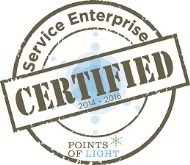 Service Enterprise
CERTIFIED
2014 - 2016
POINTS
OF LIGHT